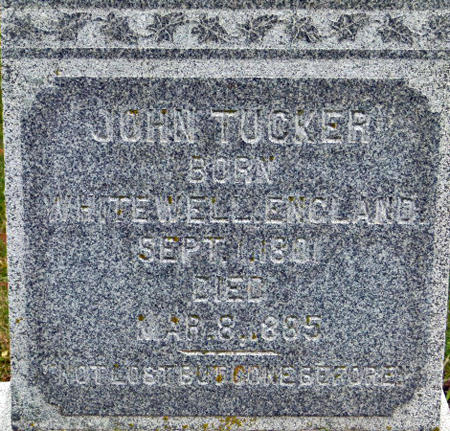 JOHN TUCKER
BORN
WHITEWELL, ENGLAND.
SEPT. 1, 1801
DIED
MAR. 8, 1885
"NOT LOST BUT GONE BEFORE"